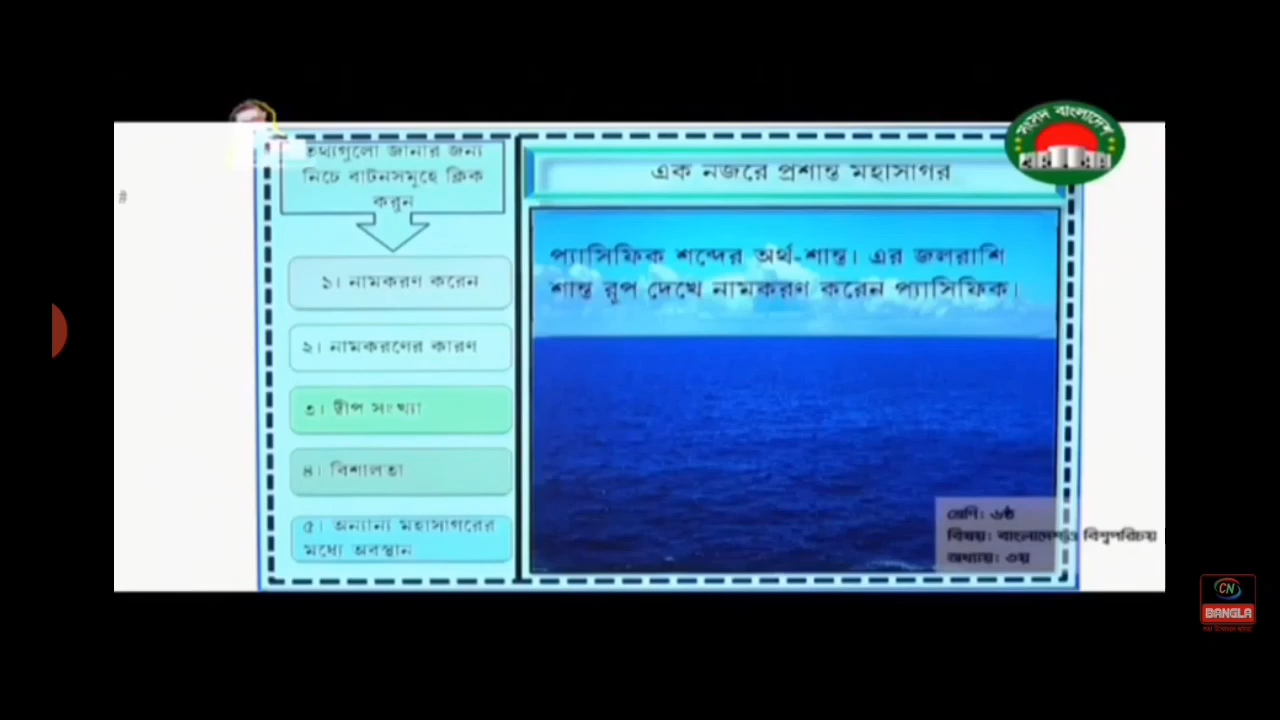 তথ্যগুলো জানার জন্য
নিচে বাটনসমূহে ক্লিক
করুন
১। নামকরণ করেন
২। নামকরণের কারণ
৩। দ্বীপ সংখ্যা
৪। বিশালতা
৫। অন্যান্য মহাসাগরের
মধ্যে অবস্থান
এক নজরে প্রশান্ত মহাসাগর
প্যাসিফিক শব্দের অর্থ-শান্ত। এর জলরাশি
শান্ত রুপ দেখে নামকরণ করেন প্যাসিফিক।
শ্রেণি: ৬ষ্ঠ
বিষয়: বাংলাদেশ ও বিশ্বপরিচয়
অধ্যায়: ৩য়
সংসদ বাংলাদেশ
#
CN
BANGLA